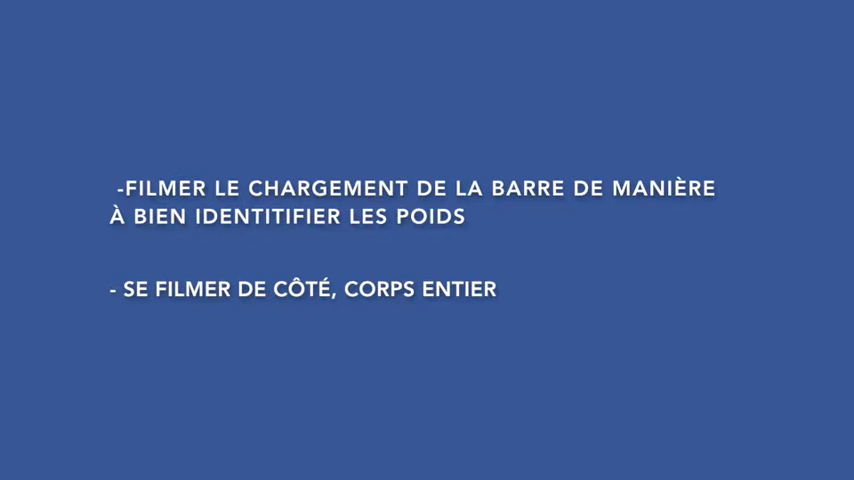 -FILMER LE CHARGEMENT DE LA BARRE DE MANIÈRE
À BIEN IDENTITIFIER LES POIDS
- SE FILMER DE CÔTÉ, CORPS ENTIER